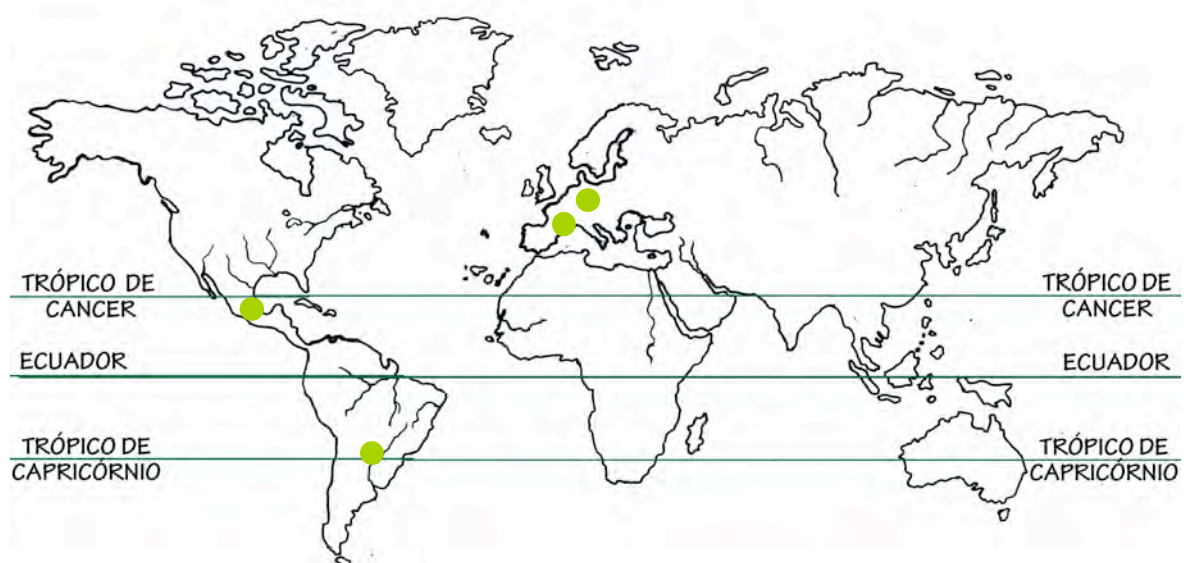 TRÓPICO DE
CANCER
TRÓPICO DE
CANCER
ECUADOR
ECUADOR
TRÓPICO DE
CAPRICÓRNIO
TRÓPICO DE
CAPRICÓRNIO